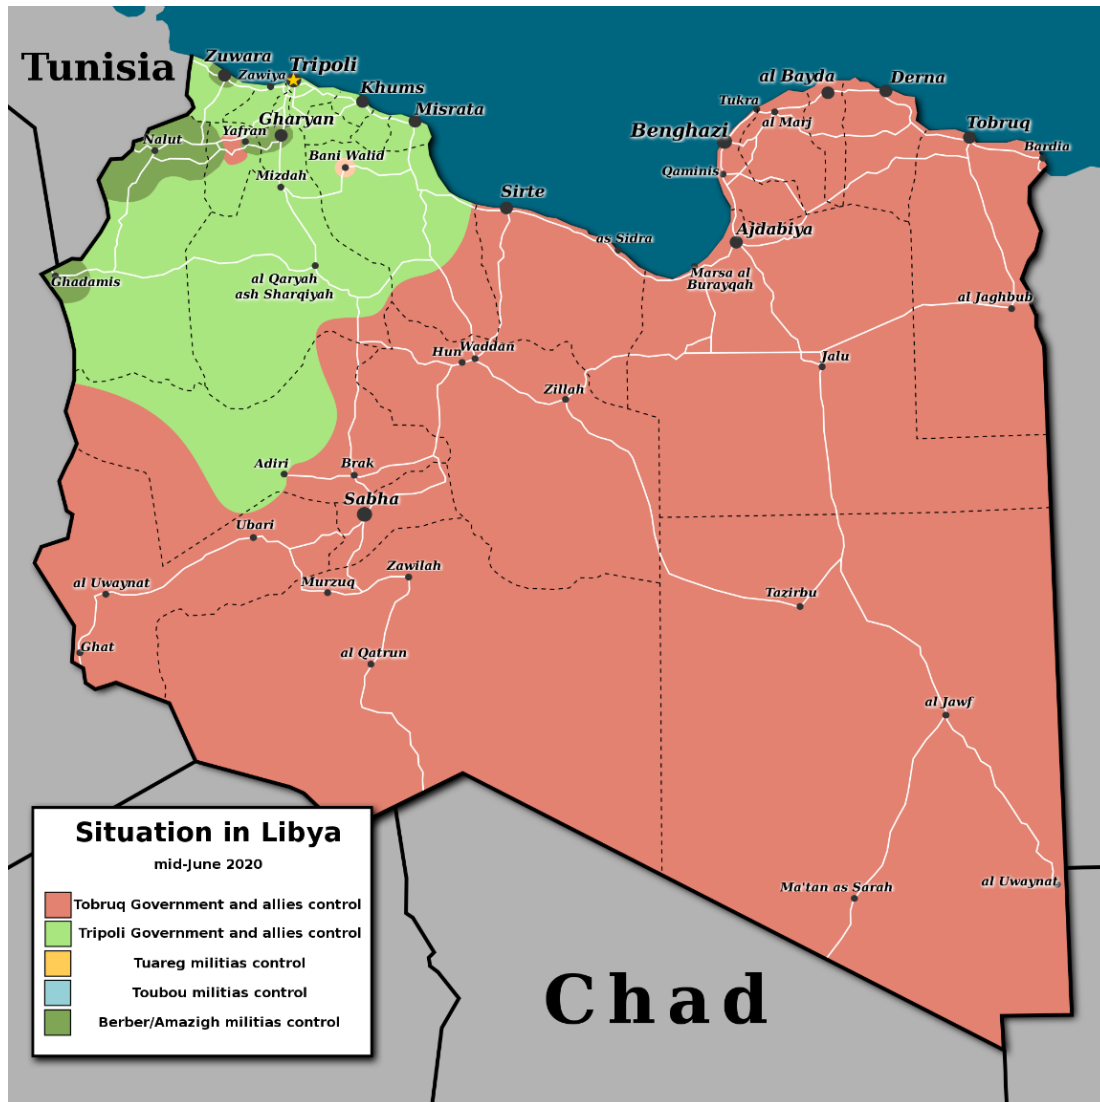 Tunisia
Zuwara
Zawiya
Tripoli
Khums
Misrata
Gharyan
Yafran
Nalut
Bani Walid
Mizdah
Ghadamis
al Qaryah
ash Sharqiyah
Sirte
as Sidra
al Bayda
Derna
Tukra
al Marj
Benghazi
Tobruq
Bardia
Qaminis
Ajdabiya
Marsa al
Burayqah
al Jaghbub
Hun
Waddan
Jalu
Zillah
Adiri
Brak
Sabha
Ubari
al Uwaynat
Murzuq
Zawilah
Tazirbu
Ghat
al Qatrun
al Jawf
Ma'tan as Sarah
al Uwaynat
Chad
Situation in Libya
mid-June 2020
Tobruq Government and allies control
Tripoli Government and allies control
Tuareg militias control
Toubou militias control
Berber/Amazigh militias control